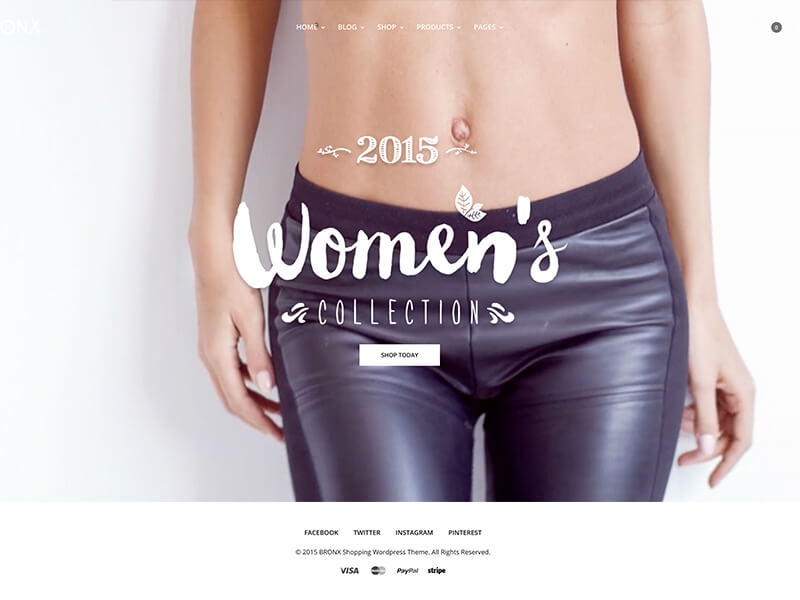 ONX
HOME BLOG SHOP PRODUCTS PAGES
0
2015
Women's
COLLECTION
SHOP TODAY
FACEBOOK TWITTER INSTAGRAM PINTEREST
© 2015 BRONX Shopping Wordpress Theme. All Rights Reserved.
VISA PayPal stripe